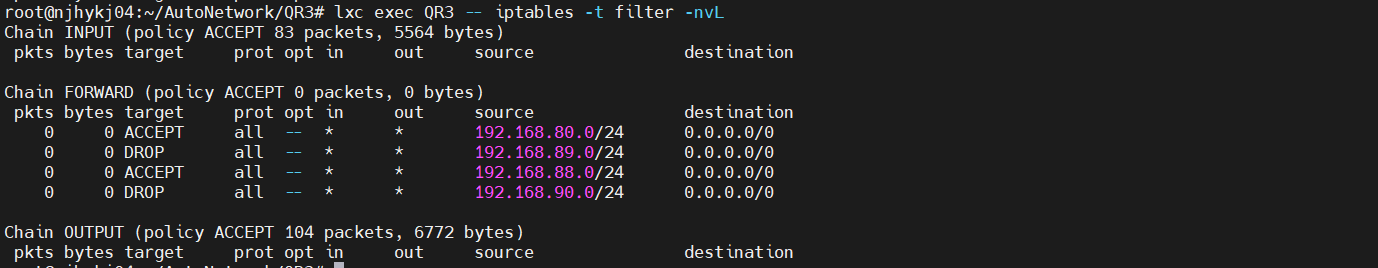 root@njhykj04:~/AutoNetwork/QR3# lxc exec QR3 -- iptables -t filter -nvL
Chain INPUT (policy ACCEPT 83 packets, 5564 bytes)
 pkts bytes target     prot opt in     out     source               destination

Chain FORWARD (policy ACCEPT 0 packets, 0 bytes)
 pkts bytes target     prot opt in     out     source               destination
    0     0 ACCEPT     all  --  *      *       192.168.80.0/24      0.0.0.0/0
    0     0 DROP       all  --  *      *       192.168.89.0/24      0.0.0.0/0
    0     0 ACCEPT     all  --  *      *       192.168.88.0/24      0.0.0.0/0
    0     0 DROP       all  --  *      *       192.168.90.0/24      0.0.0.0/0

Chain OUTPUT (policy ACCEPT 104 packets, 6772 bytes)
 pkts bytes target     prot opt in     out     source               destination
root@njhykj04:~/AutoNetwork/QR3#